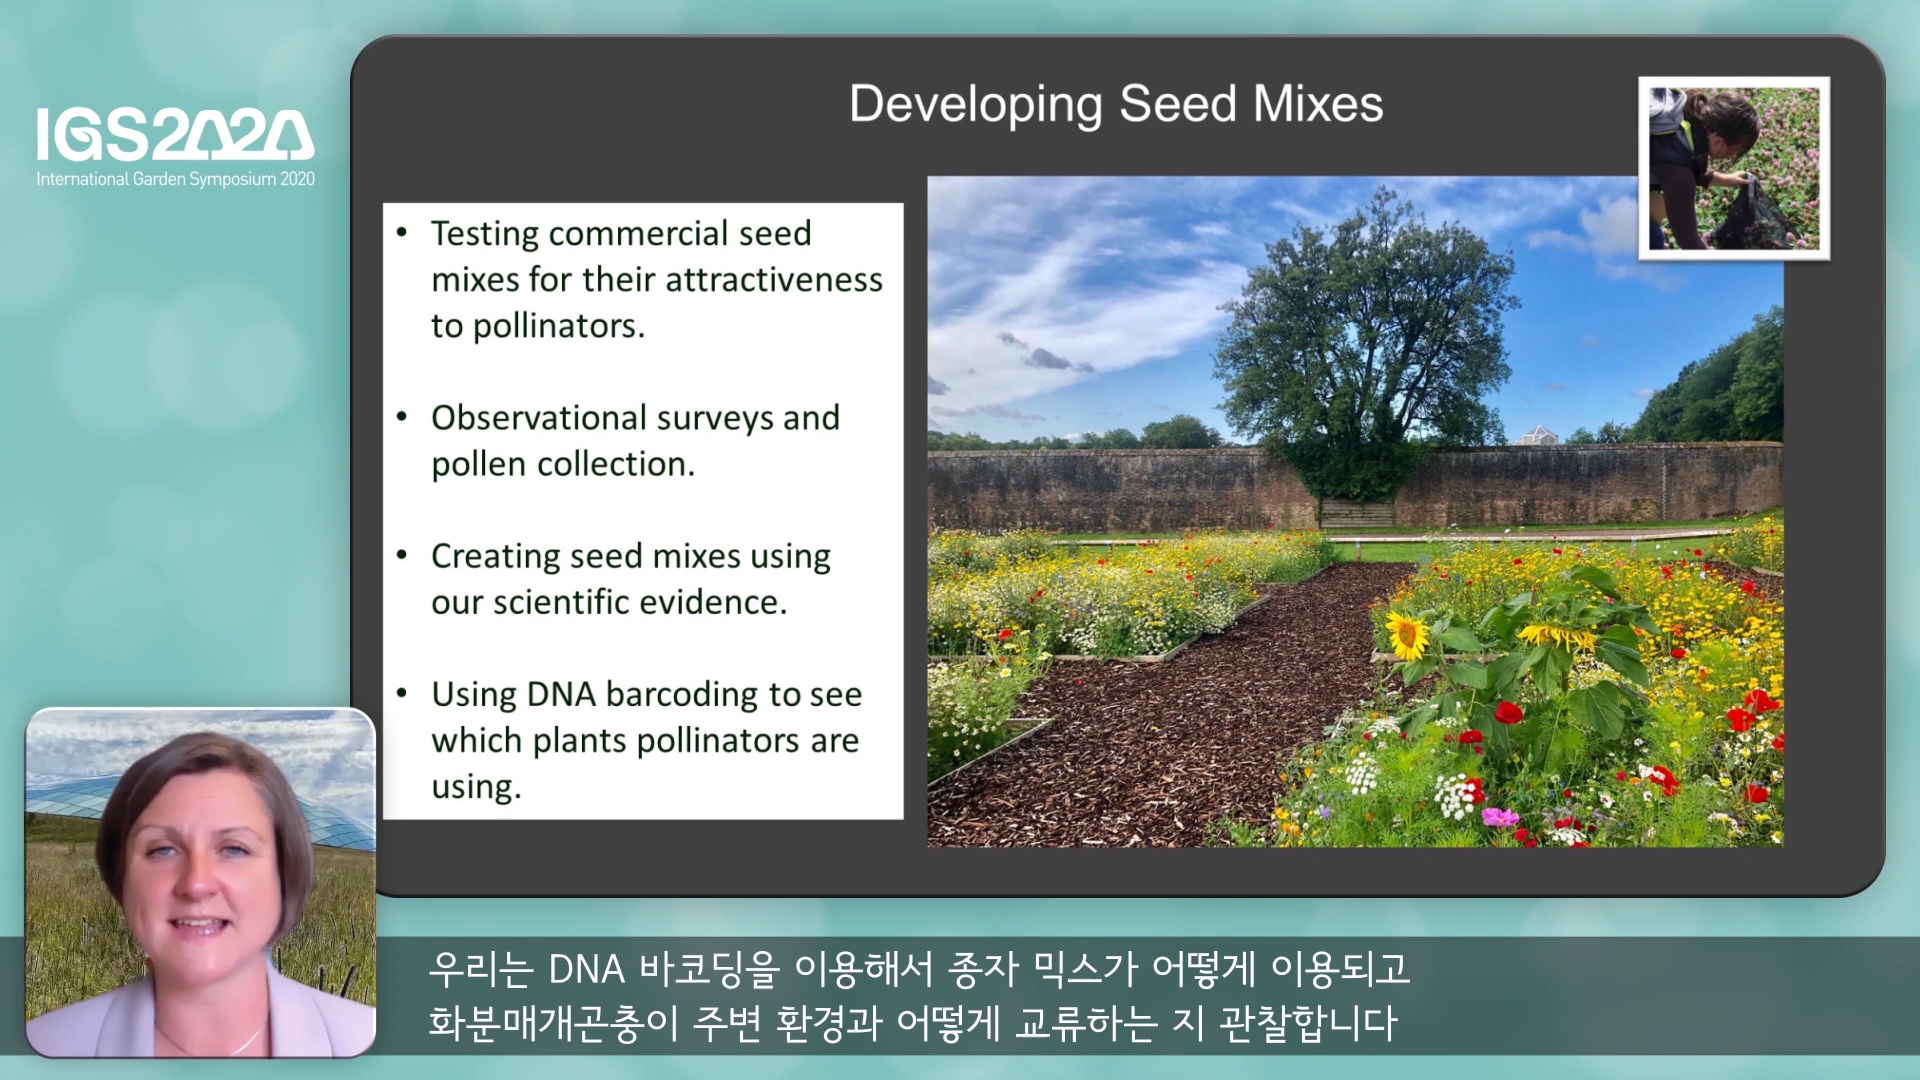 IGS2020
International Garden Symposium 2020
Developing Seed Mixes
• Testing commercial seed
mixes for their attractiveness
to pollinators.
• Observational surveys and
pollen collection.
• Creating seed mixes using
our scientific evidence.
• Using DNA barcoding to see
which plants pollinators are
using.
우리는 DNA 바코딩을 이용해서 종자 믹스가 어떻게 이용되고
화분매개곤충이 주변 환경과 어떻게 교류하는 지 관찰합니다